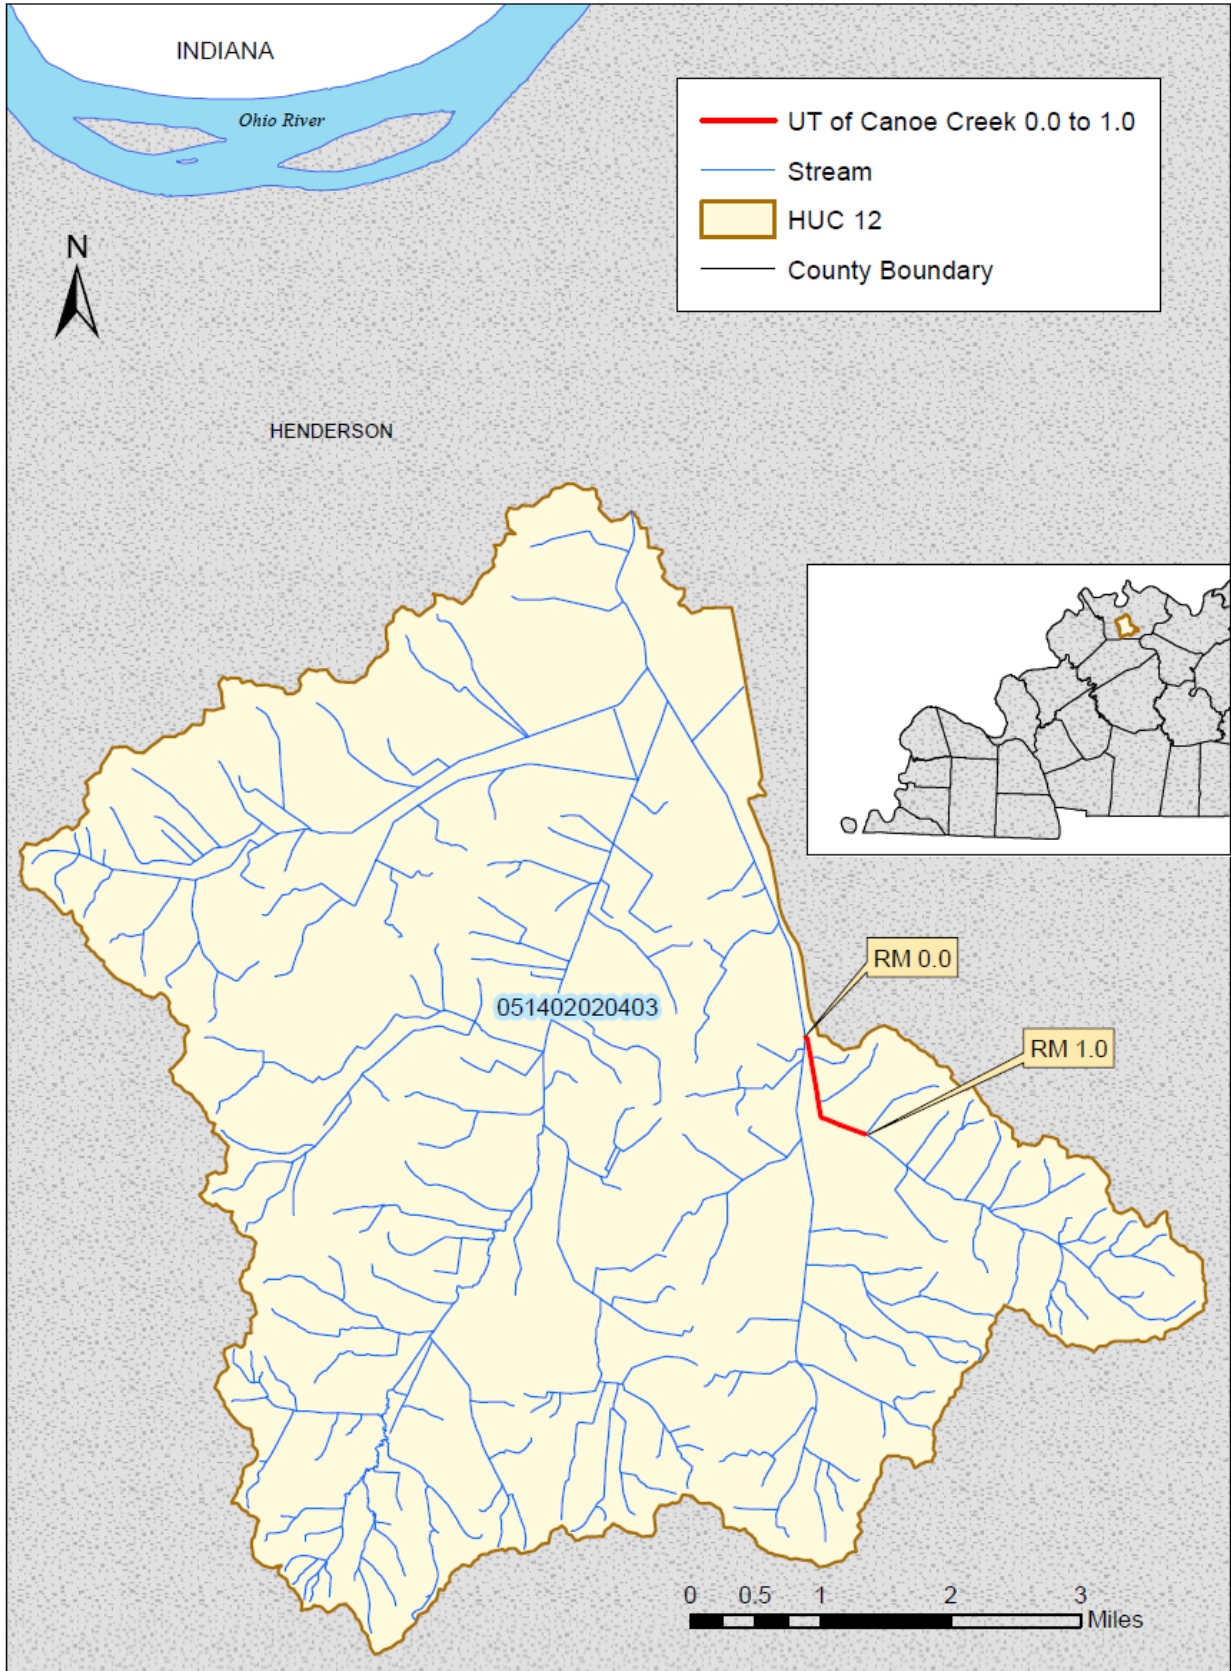 INDIANA
Ohio River
UT of Canoe Creek 0.0 to 1.0
Stream
HUC 12
County Boundary
N
HENDERSON
RM 0.0
051402020403
RM 1.0
0 0.5 1 2 3
Miles